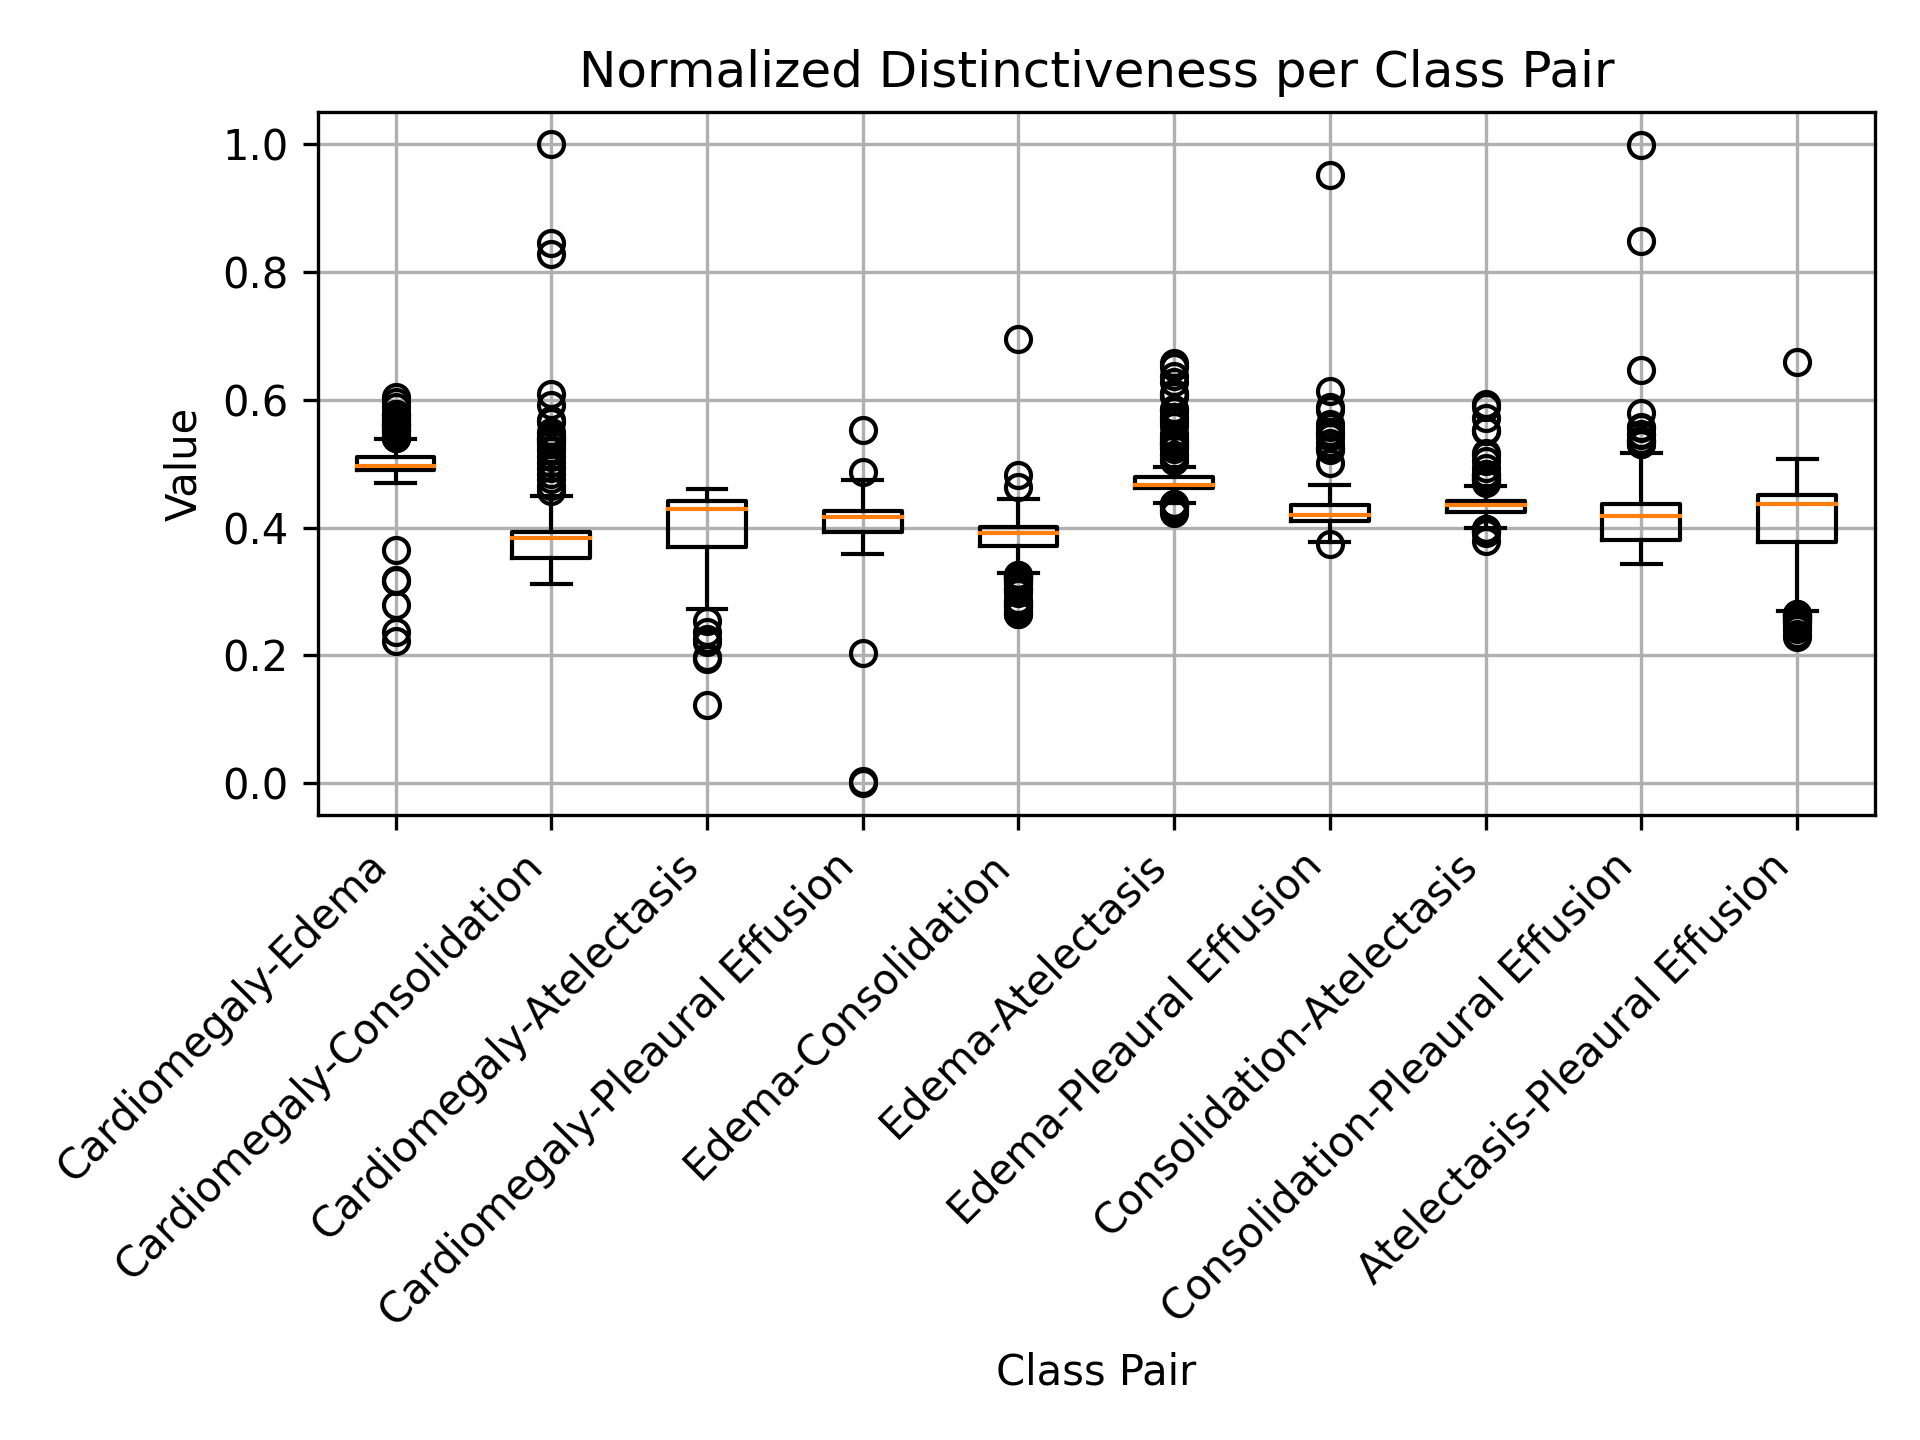 Normalized Distinctiveness per Class Pair
1.0
0.8
0.6
0.4
0.2
0.0
Value
Cardiomegaly-Edema
Cardiomegaly-Consolidation
Cardiomegaly-Atelectasis
Cardiomegaly-Pleaural Effusion
Edema-Consolidation
Edema-Atelectasis
Edema-Pleaural Effusion
Consolidation-Atelectasis
Consolidation-Pleaural Effusion
Atelectasis-Pleaural Effusion
Class Pair